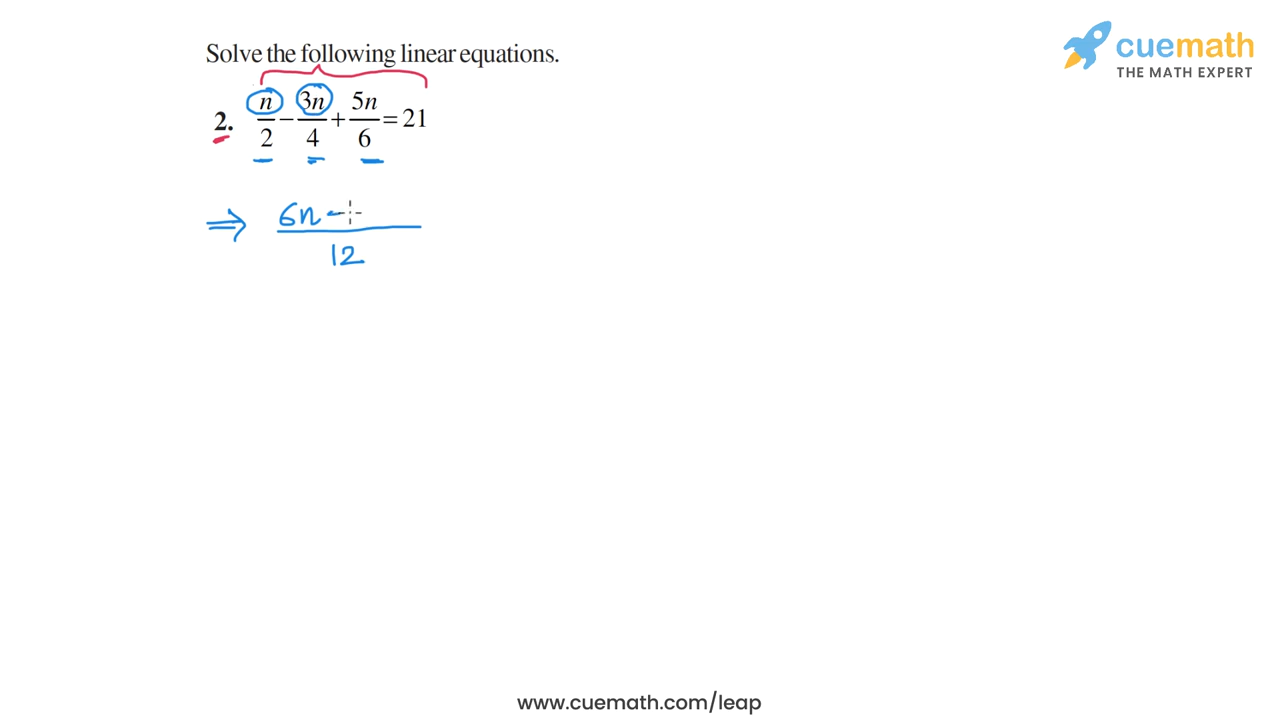 cuemath
THE MATH EXPERT
Solve the following linear equations.
2. n/2 − 3n/4 + 5n/6 = 21
⇒ 6n −
12
www.cuemath.com/leap